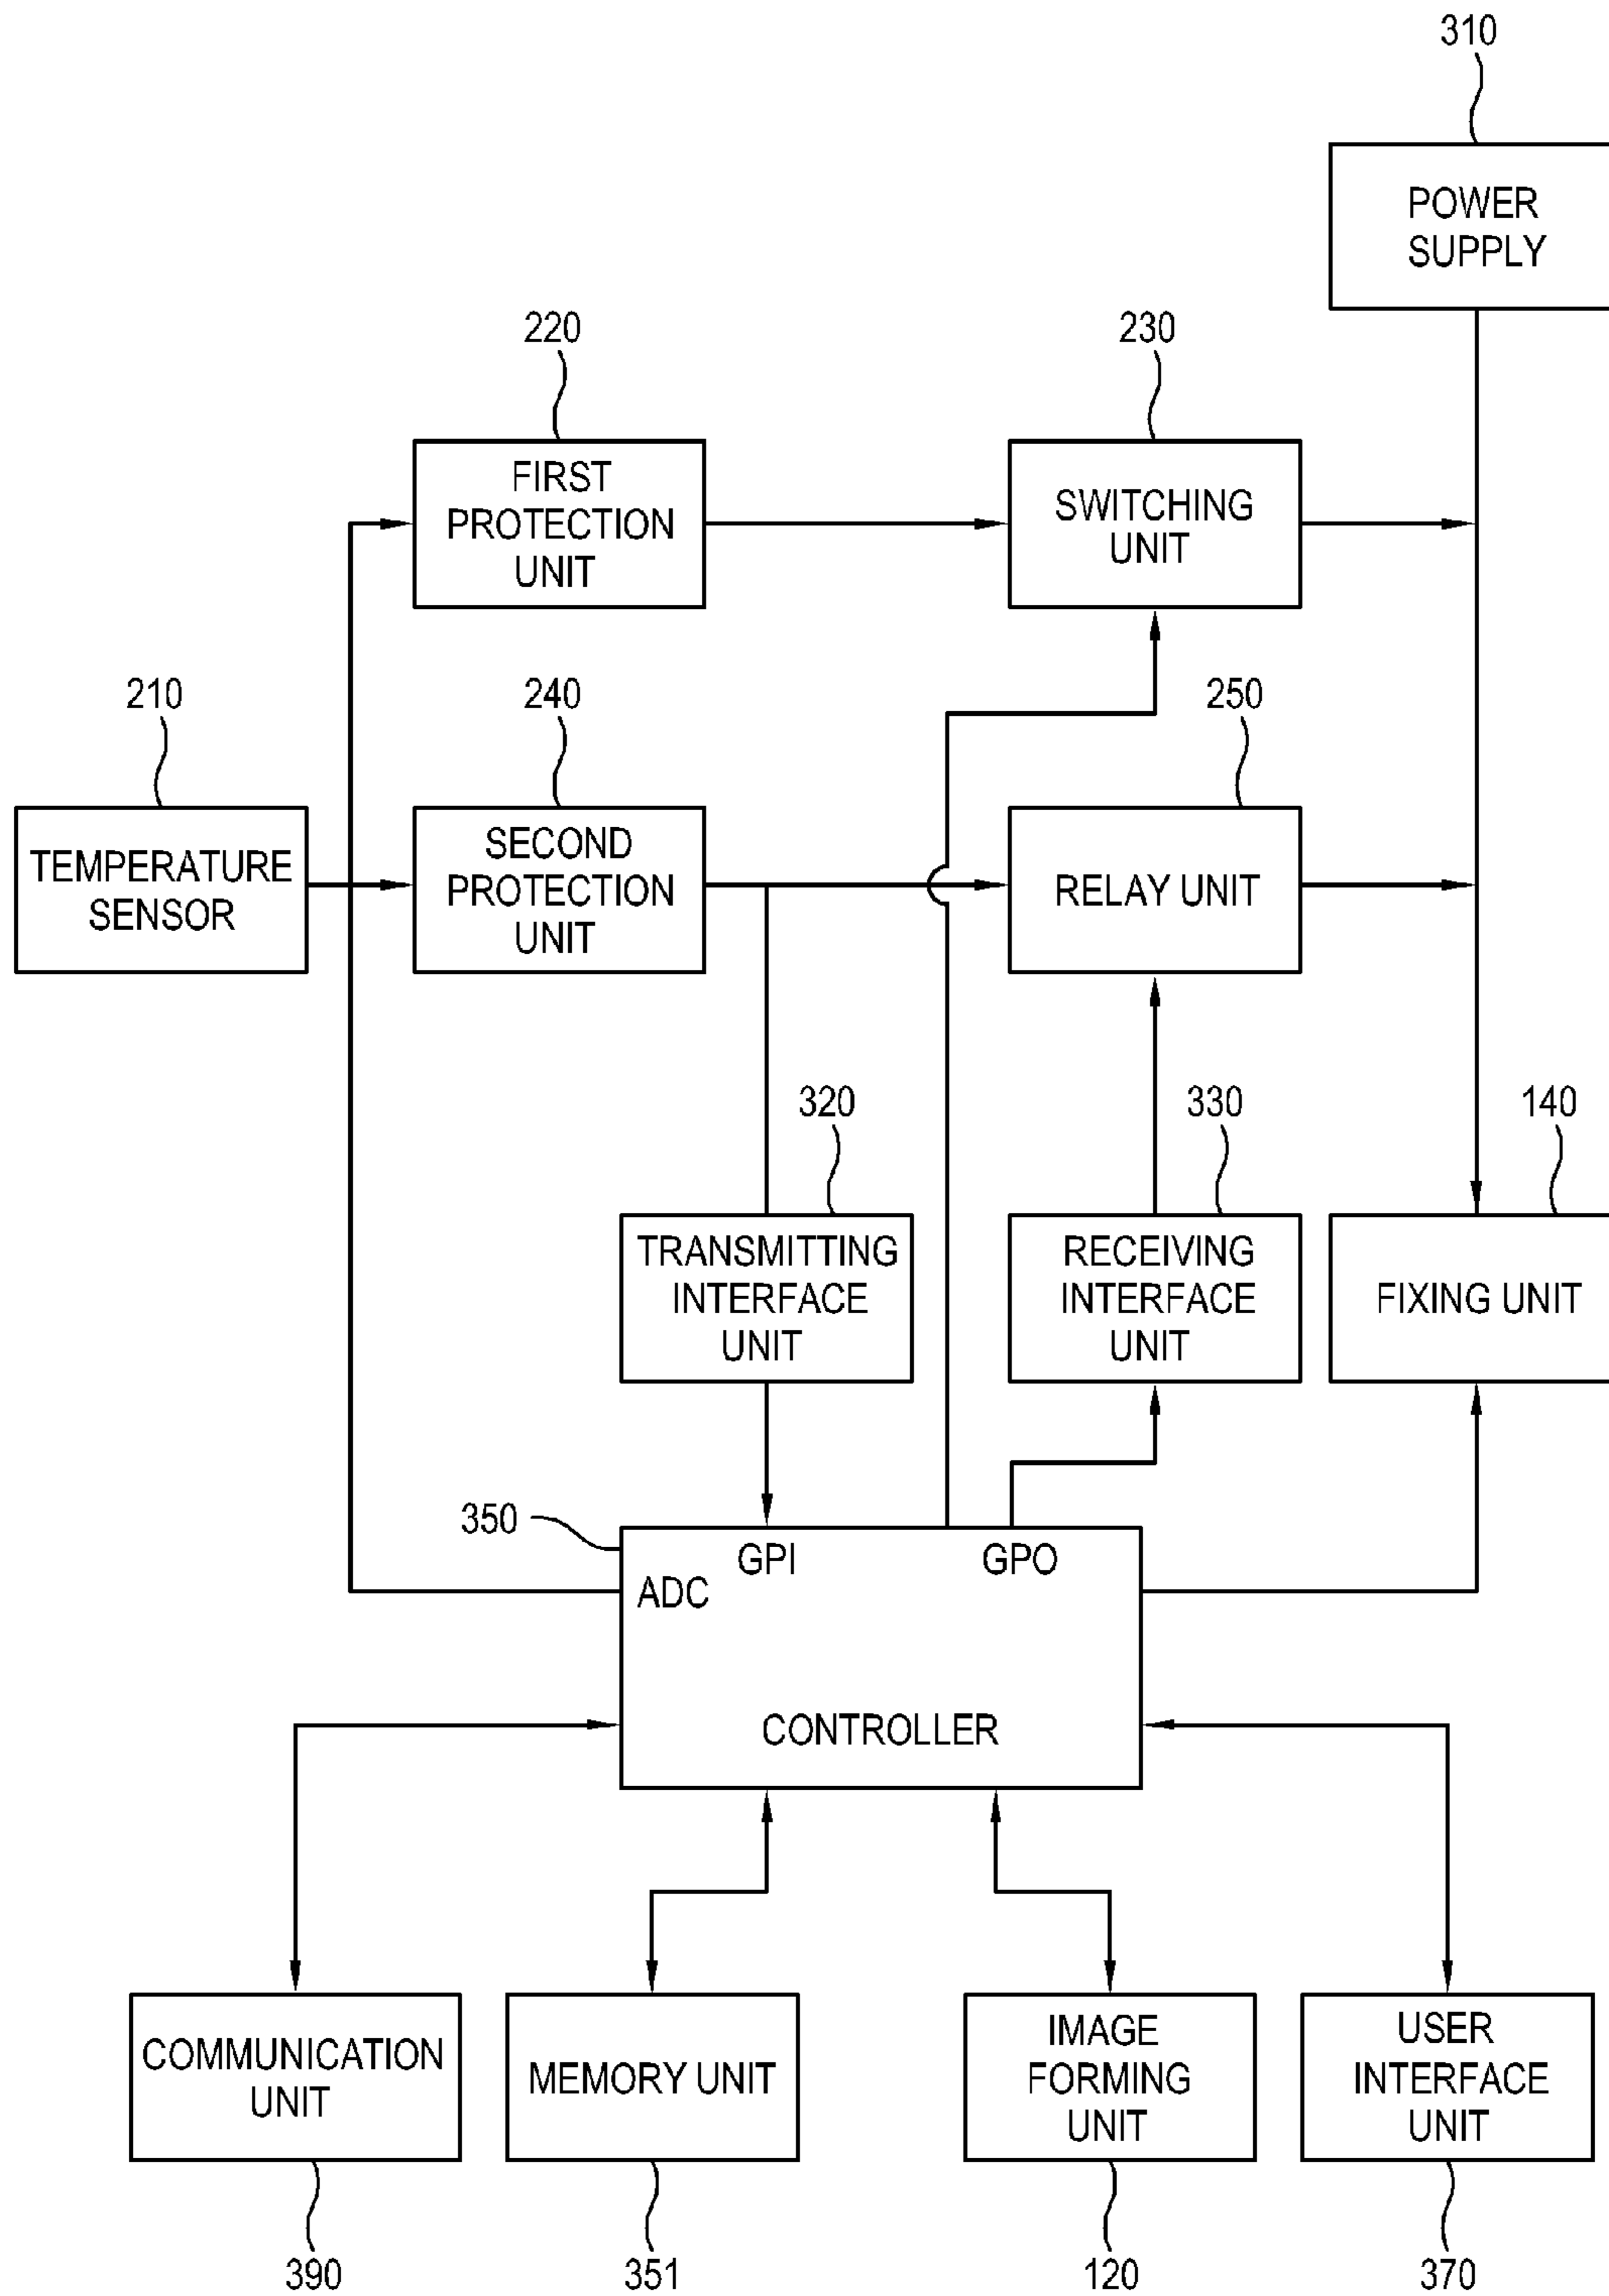 310
POWER
SUPPLY
220
230
FIRST
PROTECTION
UNIT
SWITCHING
UNIT
210
240
250
TEMPERATURE
SENSOR
SECOND
PROTECTION
UNIT
RELAY UNIT
320
330
140
TRANSMITTING
INTERFACE
UNIT
RECEIVING
INTERFACE
UNIT
FIXING UNIT
350
GPI
GPO
ADC
CONTROLLER
COMMUNICATION
UNIT
MEMORY UNIT
IMAGE
FORMING
UNIT
USER
INTERFACE
UNIT
390
351
120
370